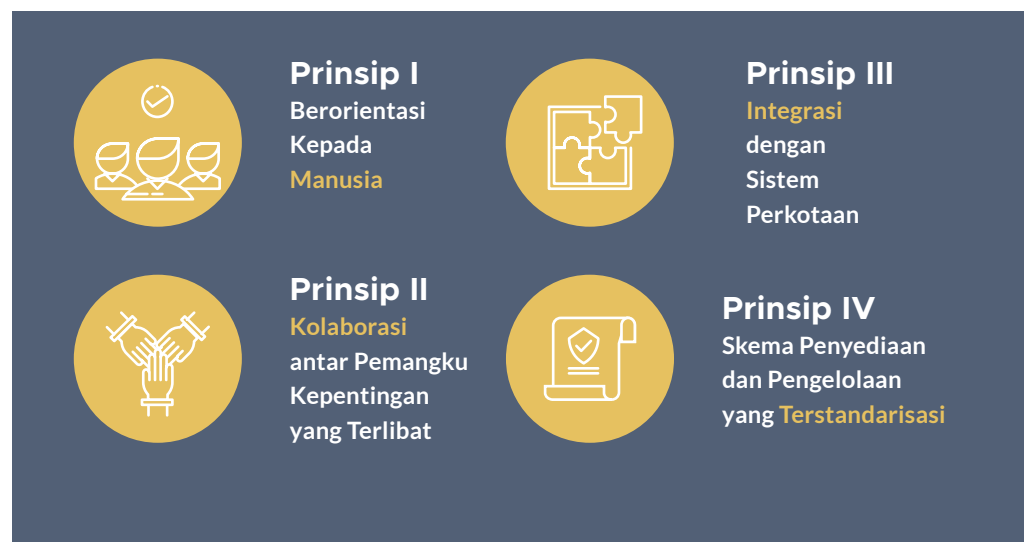 Prinsip I
Berorientasi
Kepada
Manusia
Prinsip II
Kolaborasi
antar Pemangku
Kepentingan
yang Terlibat
Prinsip III
Integrasi
dengan
Sistem
Perkotaan
Prinsip IV
Skema Penyediaan
dan Pengelolaan
yang Terstandarisasi